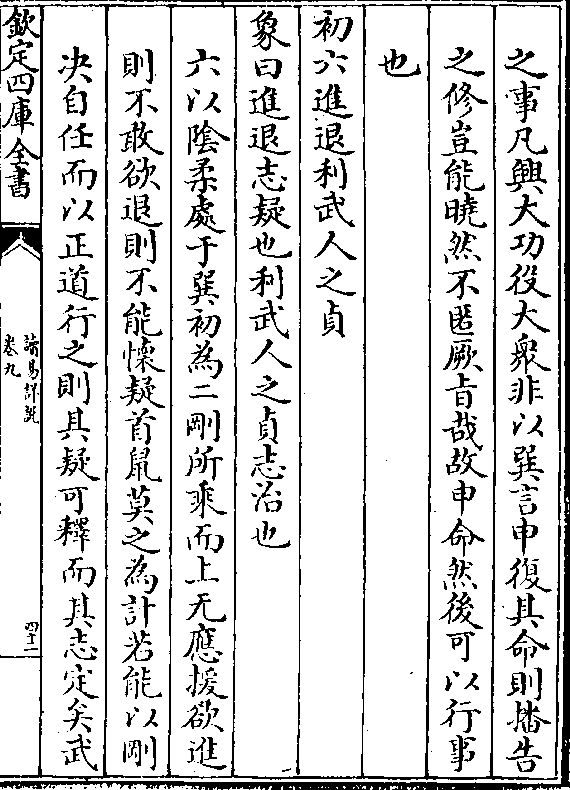 之事凡興大功役大衆非以巽言申復其命則播告
之修豈能曉然不匿厥旨哉故申命然後可以行事
也
初六進退利武人之貞
象曰進退志疑也利武人之貞志治也
六以陰柔處于巽初為二剛所乘而上无應援欲進
則不敢欲退則不能懷疑首鼠莫之為計若能以剛
决自任而以正道行之則其疑可釋而其志定矣武
欽定四庫全書
讀易詳說
卷九
四十二